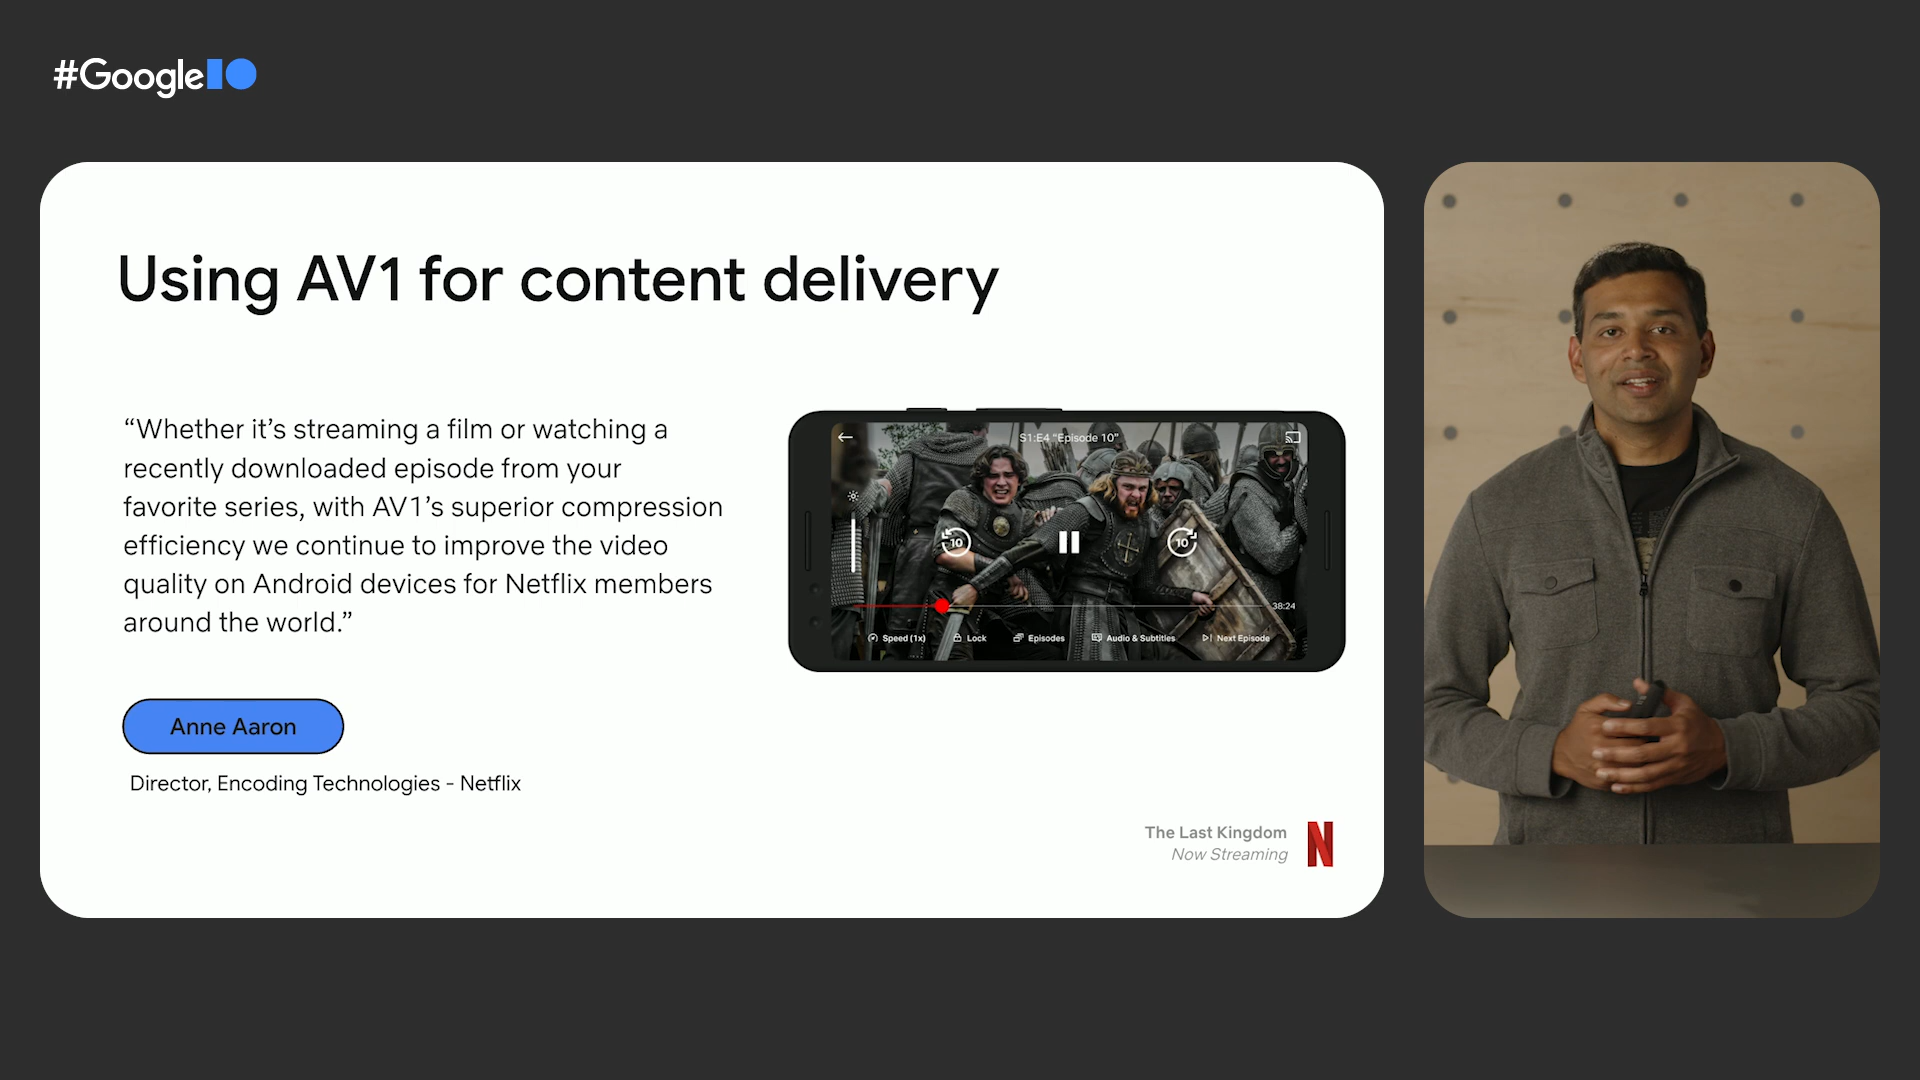 #GoogleIO
Using AV1 for content delivery
“Whether it’s streaming a film or watching a
recently downloaded episode from your
favorite series, with AV1’s superior compression
efficiency we continue to improve the video
quality on Android devices for Netflix members
around the world.”
Anne Aaron
Director, Encoding Technologies - Netflix
S1:E4 “Episode 10”
10
10
38:24
Speed (1x) Lock Episodes Audio & Subtitles Next Episode
The Last Kingdom
Now Streaming
N